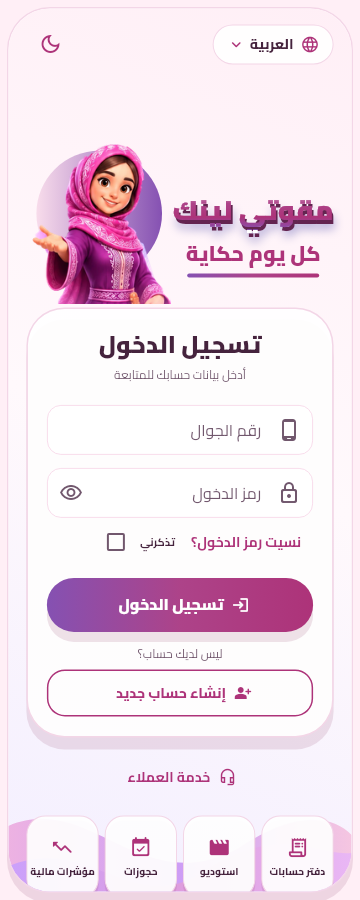 العربية
مقوتي لينك
كل يوم حكاية
تسجيل الدخول
أدخل بيانات حسابك للمتابعة
رقم الجوال
رمز الدخول
نسيت رمز الدخول؟ تذكرني
تسجيل الدخول
ليس لديك حساب؟
إنشاء حساب جديد
خدمة العملاء
دفتر حسابات استوديو حجوزات مؤشرات مالية